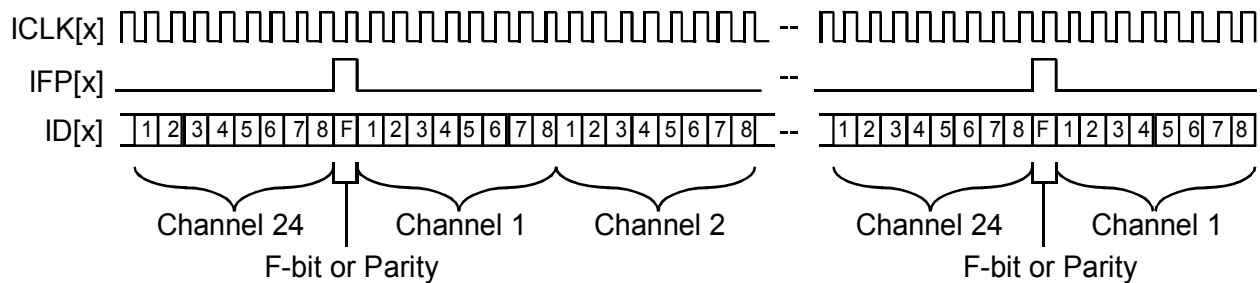 ICLK[x] --
IFP[x] --
ID[x] 1 2 3 4 5 6 7 8 F 1 2 3 4 5 6 7 8 1 2 3 4 5 6 7 8 -- 1 2 3 4 5 6 7 8 F 1 2 3 4 5 6 7 8
Channel 24 Channel 1 Channel 2 Channel 24 Channel 1
F-bit or Parity F-bit or Parity